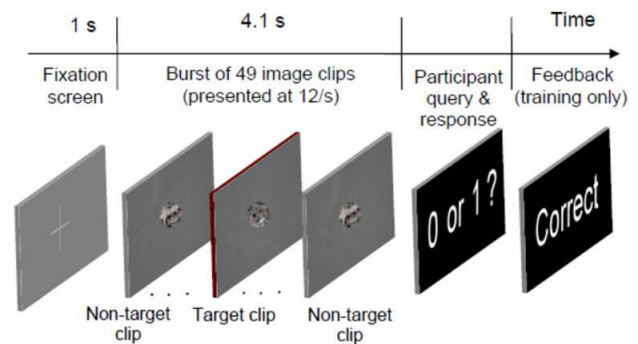 1 s
4.1 s
Time
Fixation
screen
Burst of 49 image clips
(presented at 12/s)
Participant
query &
response
Feedback
(training only)
0 or 1 ?
Correct
Non-target
clip
Target clip
Non-target
clip